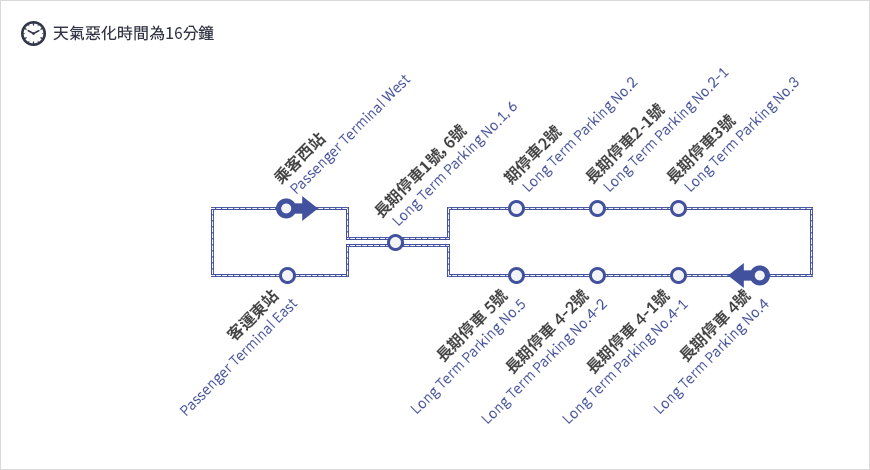 天氣惡化時間為16分鐘
乘客西站
Passenger Terminal West
長期停車1號, 6號
Long Term Parking No.1, 6
期停車2號
Long Term Parking No.2
長期停車2-1號
Long Term Parking No.2-1
長期停車3號
Long Term Parking No.3
客運東站
Passenger Terminal East
長期停車 5號
Long Term Parking No.5
長期停車 4-2號
Long Term Parking No.4-2
長期停車 4-1號
Long Term Parking No.4-1
長期停車 4號
Long Term Parking No.4